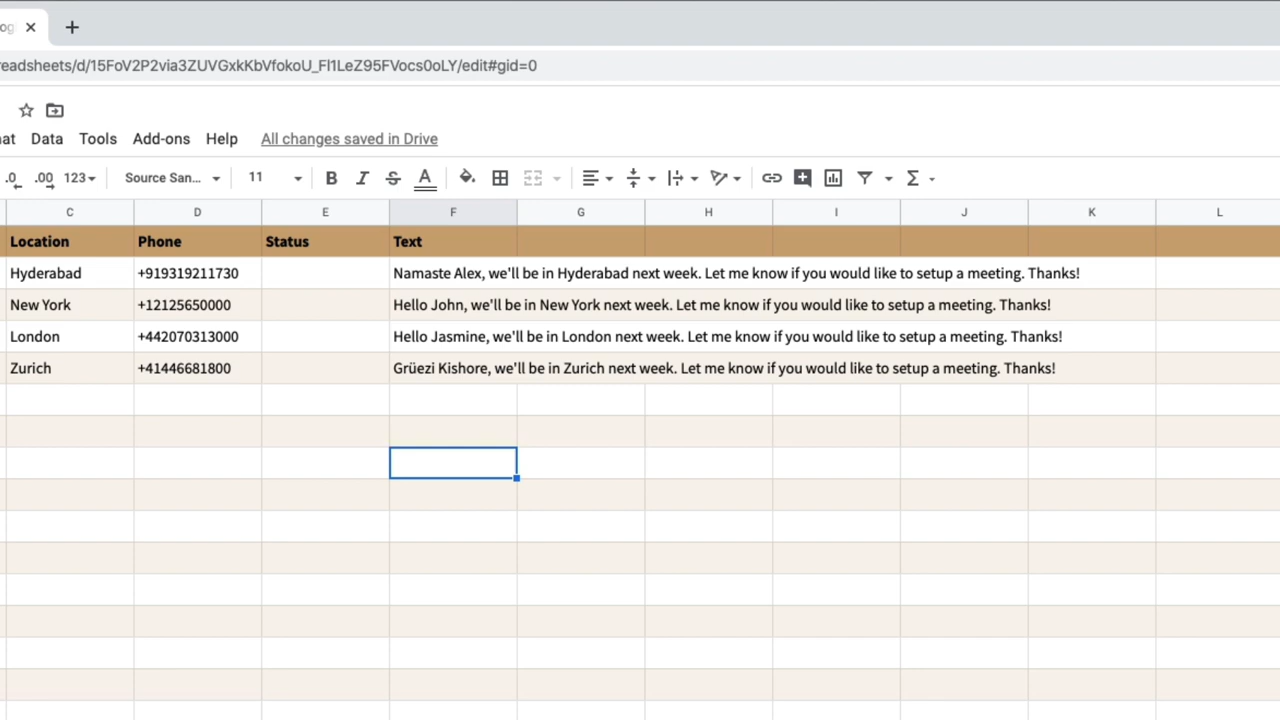 readsheets/d/15FoV2P2via3ZUVGxkKbVfokoU_Fl1LeZ95FVocs0oLY/edit#gid=0
Data Tools Add-ons Help All changes saved in Drive
.0 .00 123 Source San... 11 B I S A Σ
C D E F G H I J K L
Location Phone Status Text
Hyderabad +919319211730 Namaste Alex, we'll be in Hyderabad next week. Let me know if you would like to setup a meeting. Thanks!
New York +12125650000 Hello John, we'll be in New York next week. Let me know if you would like to setup a meeting. Thanks!
London +442070313000 Hello Jasmine, we'll be in London next week. Let me know if you would like to setup a meeting. Thanks!
Zurich +41446681800 Grüezi Kishore, we'll be in Zurich next week. Let me know if you would like to setup a meeting. Thanks!